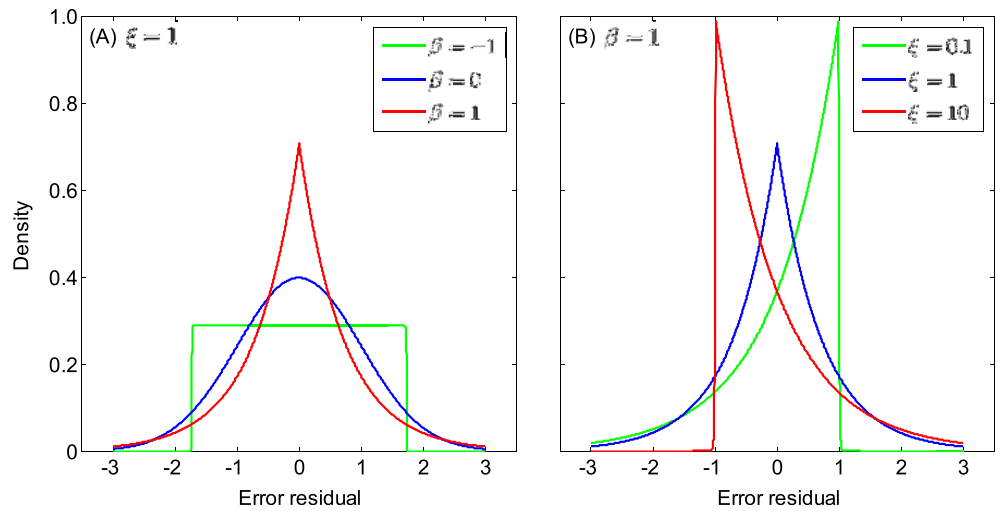 (A) ξ = 1
β = −1
β = 0
β = 1
1.0
0.8
0.6
0.4
0.2
0
Density
-3 -2 -1 0 1 2 3
Error residual
(B) β = 1
ξ = 0.1
ξ = 1
ξ = 10
-3 -2 -1 0 1 2 3
Error residual